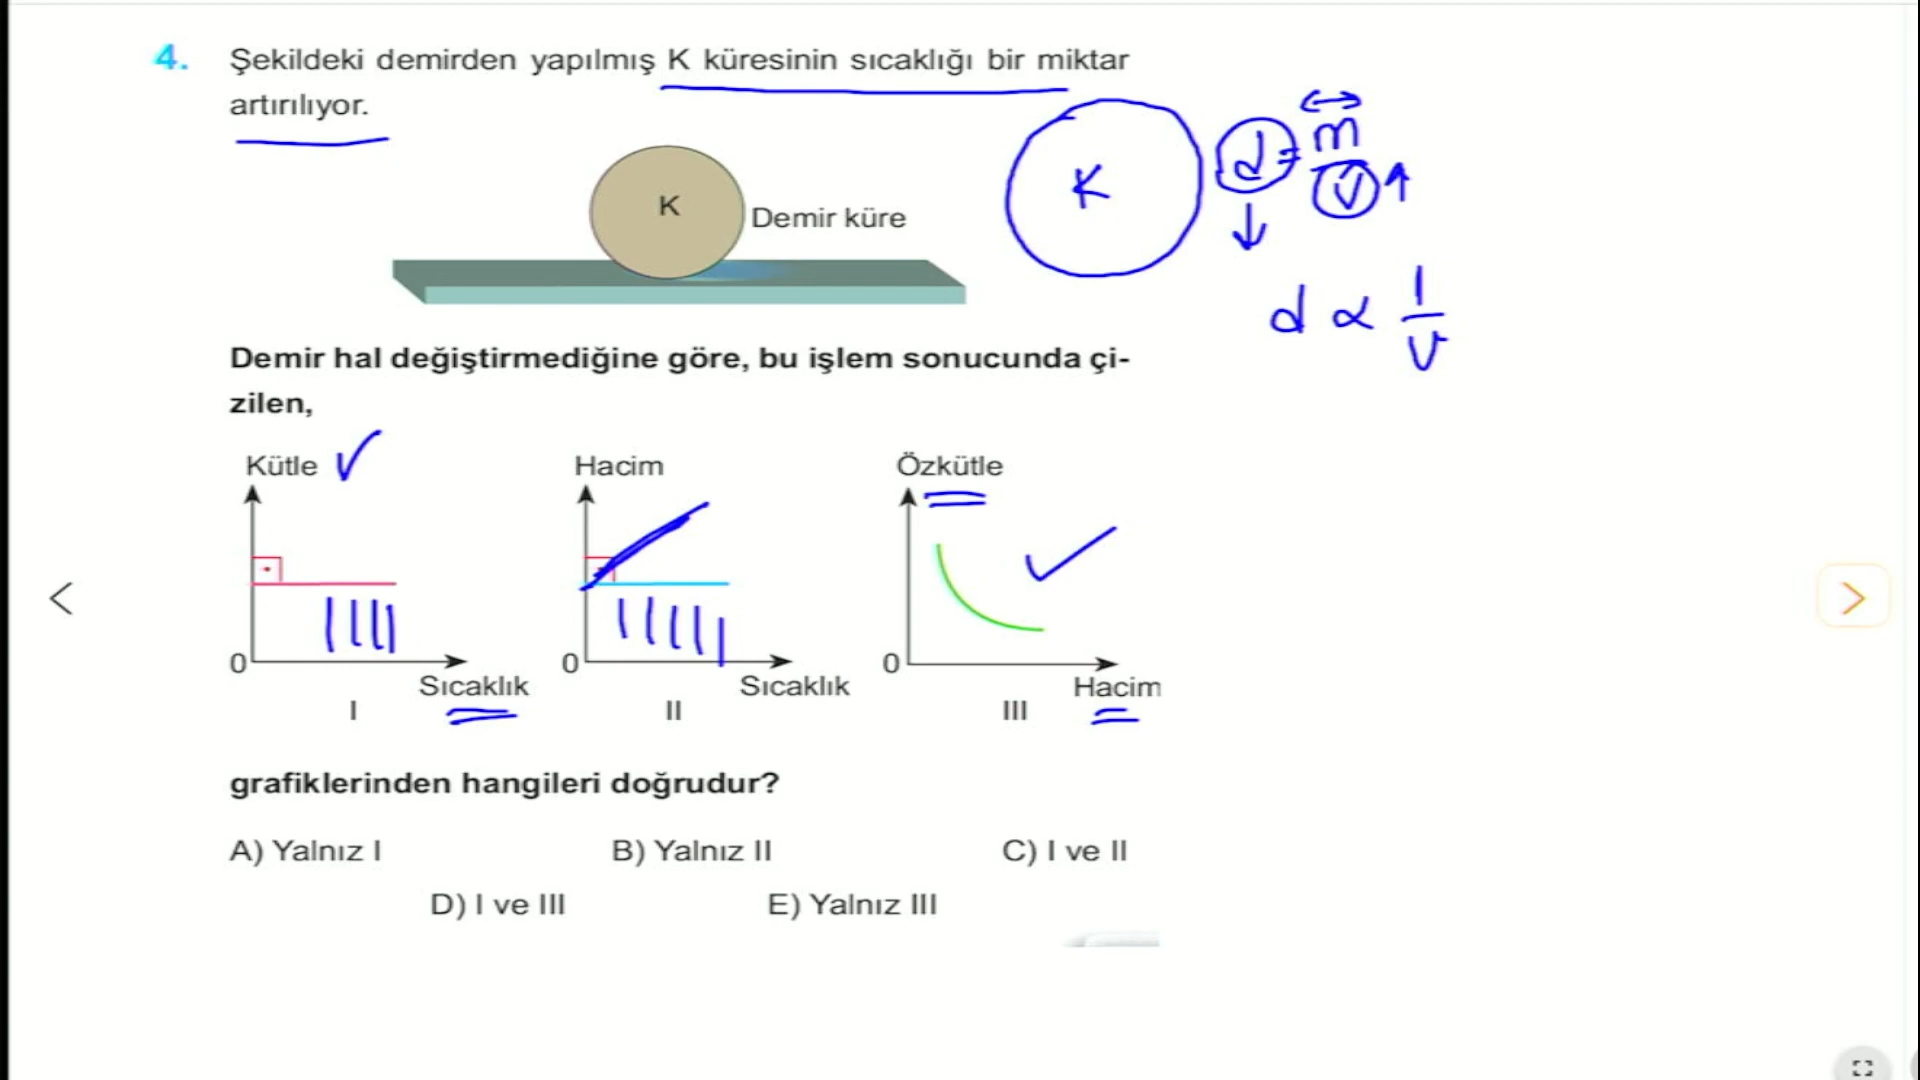 4. Şekildeki demirden yapılmış K küresinin sıcaklığı bir miktar
artırılıyor.
K
Demir küre
K
d = m
V ↑
↓
d ∝ 1
V
Demir hal değiştirmediğine göre, bu işlem sonucunda çi-
zilen,
Kütle ✓ Hacim Özkütle
0 0 0
Sıcaklık Sıcaklık Hacim
I II III
grafiklerinden hangileri doğrudur?
A) Yalnız I B) Yalnız II C) I ve II
D) I ve III E) Yalnız III